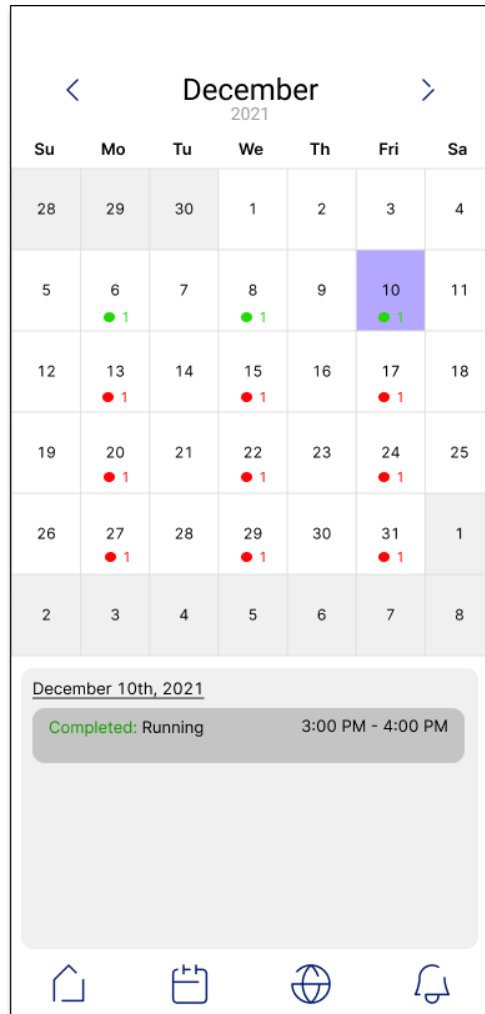 December
2021
Su Mo Tu We Th Fri Sa
28 29 30 1 2 3 4
5 6 7 8 9 10 11
1 1 1
12 13 14 15 16 17 18
1 1 1
19 20 21 22 23 24 25
1 1 1
26 27 28 29 30 31 1
1 1 1
2 3 4 5 6 7 8
December 10th, 2021
Completed: Running 3:00 PM - 4:00 PM